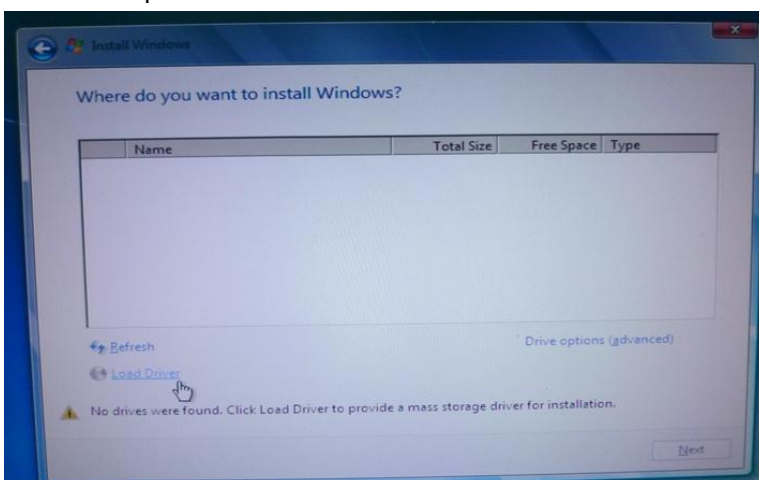 Install Windows
Where do you want to install Windows?
Name Total Size Free Space Type
Refresh Drive options (advanced)
Load Driver
No drives were found. Click Load Driver to provide a mass storage driver for installation.
Next